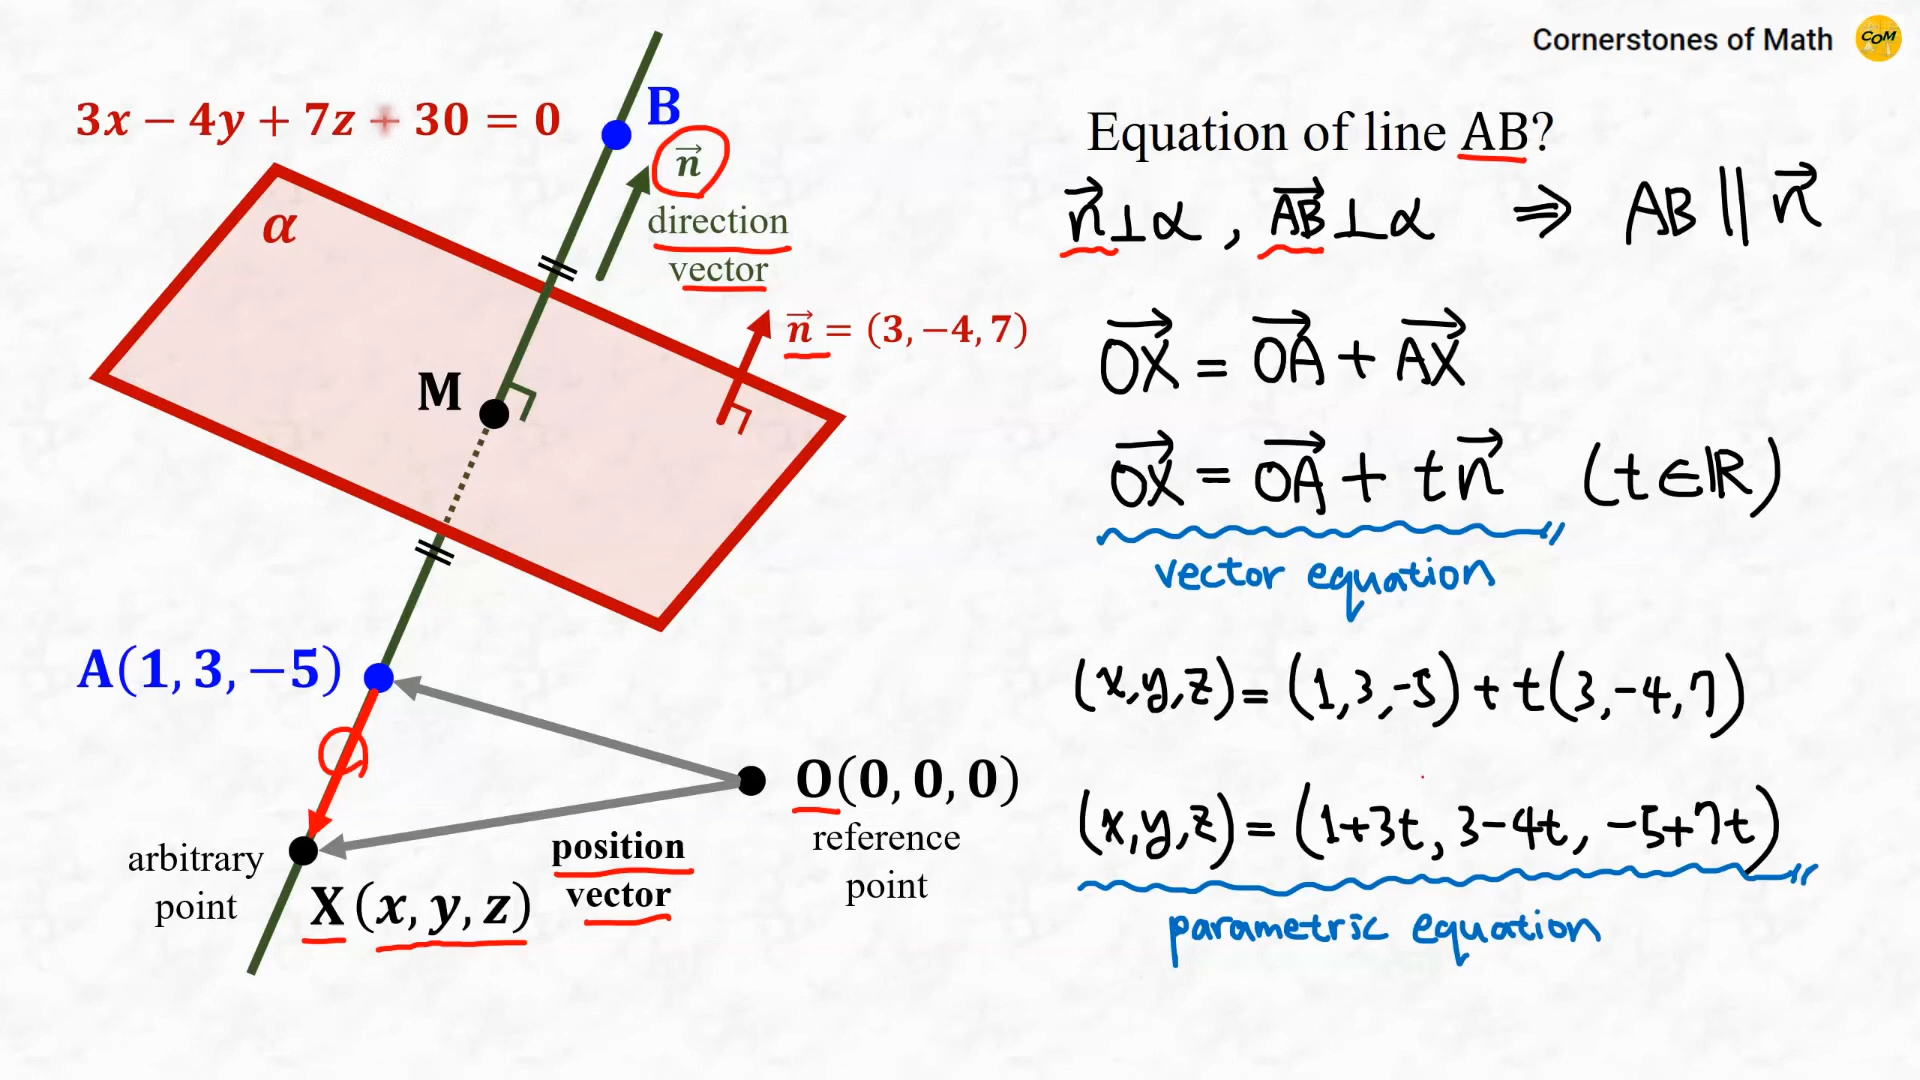 Cornerstones of Math
COM
3x − 4y + 7z + 30 = 0
B
n⃗
direction
vector
α
n⃗ = (3, −4, 7)
M
A(1, 3, −5)
O(0, 0, 0)
reference
point
position
vector
arbitrary
point
X (x, y, z)
Equation of line AB?
n⃗ ⊥ α , AB⃗ ⊥ α ⇒ AB ∥ n⃗
OX⃗ = OA⃗ + AX⃗
OX⃗ = OA⃗ + t n⃗ (t ∈ ℝ)
vector equation
(x,y,z) = (1,3,-5) + t(3,-4,7)
(x,y,z) = (1+3t, 3-4t, -5+7t)
parametric equation